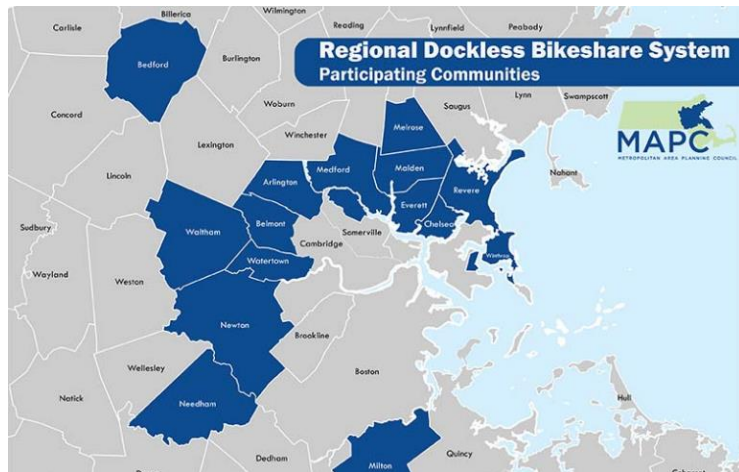 Regional Dockless Bikeshare System
Participating Communities
MAPC
METROPOLITAN AREA PLANNING COUNCIL
Carlisle
Billerica
Wilmington
Reading
Lynnfield
Peabody
Bedford
Burlington
Lynn
Swampscott
Woburn
Saugus
Concord
Melrose
Winchester
Lexington
Nahant
Medford
Malden
Lincoln
Arlington
Revere
Everett
Belmont
Chelsea
Sudbury
Waltham
Somerville
Cambridge
Winthrop
Watertown
Wayland
Weston
Newton
Brookline
Boston
Wellesley
Natick
Needham
Hull
Dedham
Quincy
Milton